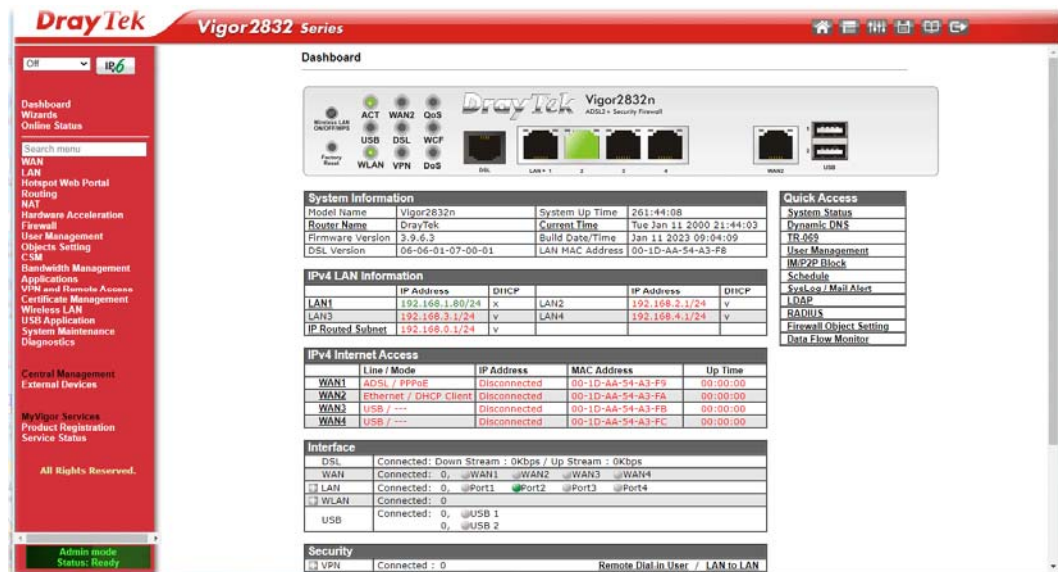 DrayTek Vigor2832 Series
Off IPv6
Dashboard
Wizards
Online Status
Search menu
WAN
LAN
Hotspot Web Portal
Routing
NAT
Hardware Acceleration
Firewall
User Management
Objects Setting
CSM
Bandwidth Management
Applications
VPN and Remote Access
Certificate Management
Wireless LAN
USB Application
System Maintenance
Diagnostics
Central Management
External Devices
MyVigor Services
Product Registration
Service Status
All Rights Reserved.
Admin mode
Status: Ready
Dashboard
Wireless LAN
ON/OFF/WPS
Factory
Reset
ACT WAN2 QoS
USB DSL WCF
WLAN VPN DoS
DrayTek Vigor2832n
ADSL2+ Security Firewall
DSL LAN 1 2 3 4 WAN2 1 2 USB
System Information
Model Name Vigor2832n System Up Time 261:44:08
Router Name DrayTek Current Time Tue Jan 11 2000 21:44:03
Firmware Version 3.9.6.3 Build Date/Time Jan 11 2023 09:04:09
DSL Version 06-06-01-07-00-01 LAN MAC Address 00-1D-AA-54-A3-F8
IPv4 LAN Information
IP Address DHCP IP Address DHCP
LAN1 192.168.1.80/24 x LAN2 192.168.2.1/24 v
LAN3 192.168.3.1/24 v LAN4 192.168.4.1/24 v
IP Routed Subnet 192.168.0.1/24 v
IPv4 Internet Access
Line / Mode IP Address MAC Address Up Time
WAN1 ADSL / PPPoE Disconnected 00-1D-AA-54-A3-F9 00:00:00
WAN2 Ethernet / DHCP Client Disconnected 00-1D-AA-54-A3-FA 00:00:00
WAN3 USB / --- Disconnected 00-1D-AA-54-A3-FB 00:00:00
WAN4 USB / --- Disconnected 00-1D-AA-54-A3-FC 00:00:00
Interface
DSL Connected: Down Stream : 0Kbps / Up Stream : 0Kbps
WAN Connected: 0, WAN1 WAN2 WAN3 WAN4
LAN Connected: 0, Port1 Port2 Port3 Port4
WLAN Connected: 0
USB Connected: 0, USB 1
0, USB 2
Security
VPN Connected : 0 Remote Dial-in User / LAN to LAN
Quick Access
System Status
Dynamic DNS
TR-069
User Management
IM/P2P Block
Schedule
SysLog / Mail Alert
LDAP
RADIUS
Firewall Object Setting
Data Flow Monitor